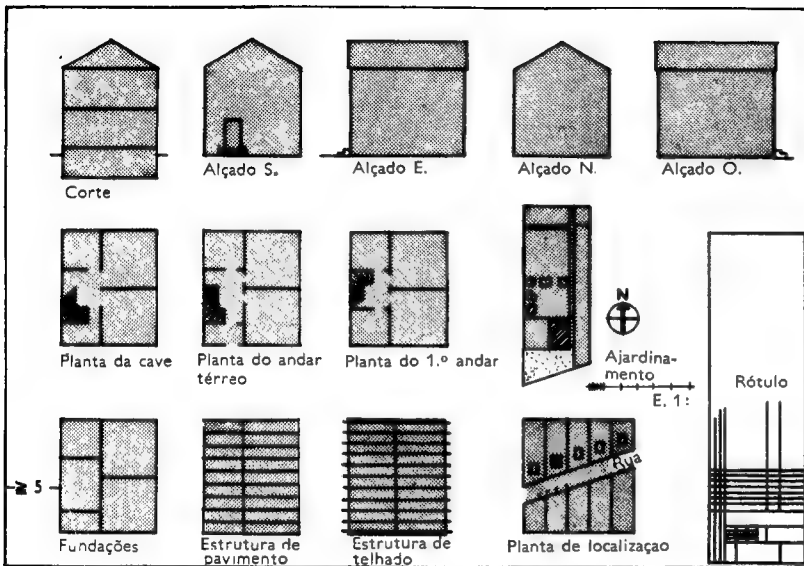 Corte
Alçado S.
Alçado E.
Alçado N.
Alçado O.
Planta da cave
Planta do andar
térreo
Planta do 1.º andar
N
Ajardina-
mento
E. 1:
Rótulo
5
Fundações
Estrutura de
pavimento
Estrutura de
telhado
Rua
Planta de localizaçao